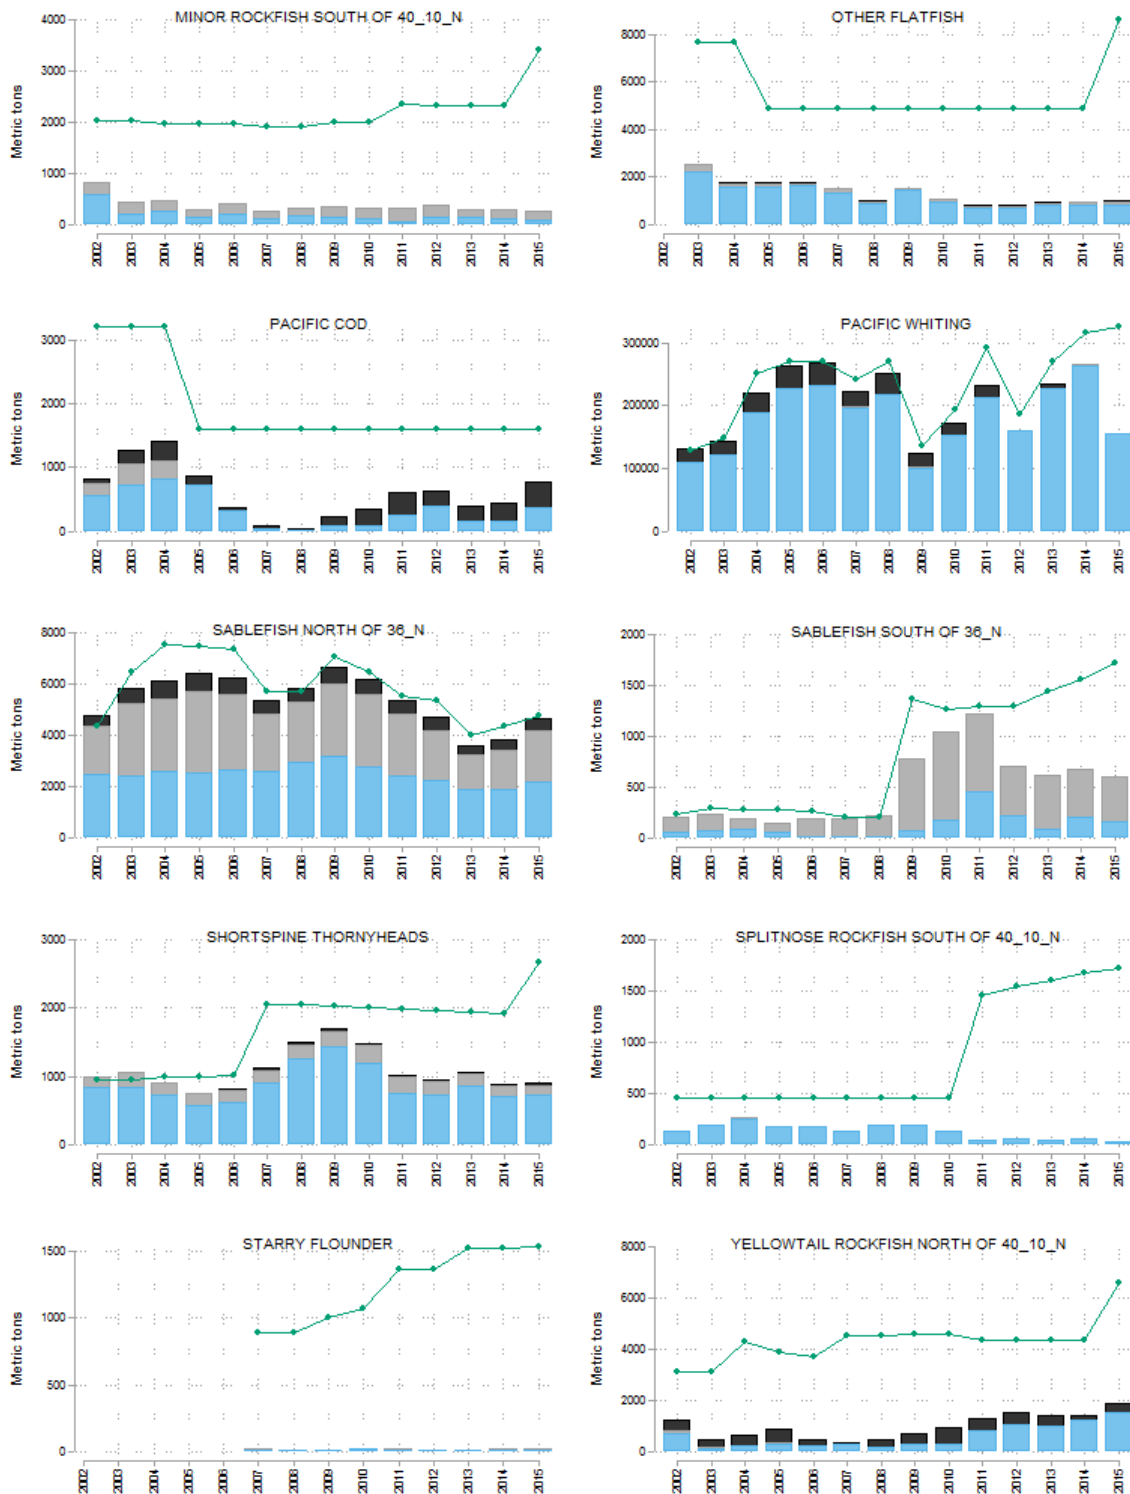 MINOR ROCKFISH SOUTH OF 40_10_N
Metric tons
4000
3000
2000
1000
0
2002 2003 2004 2005 2006 2007 2008 2009 2010 2011 2012 2013 2014 2015
OTHER FLATFISH
Metric tons
8000
6000
4000
2000
0
2002 2003 2004 2005 2006 2007 2008 2009 2010 2011 2012 2013 2014 2015
PACIFIC COD
Metric tons
3000
2000
1000
0
2002 2003 2004 2005 2006 2007 2008 2009 2010 2011 2012 2013 2014 2015
PACIFIC WHITING
Metric tons
300000
200000
100000
0
2002 2003 2004 2005 2006 2007 2008 2009 2010 2011 2012 2013 2014 2015
SABLEFISH NORTH OF 36_N
Metric tons
8000
6000
4000
2000
0
2002 2003 2004 2005 2006 2007 2008 2009 2010 2011 2012 2013 2014 2015
SABLEFISH SOUTH OF 36_N
Metric tons
2000
1500
1000
500
0
2002 2003 2004 2005 2006 2007 2008 2009 2010 2011 2012 2013 2014 2015
SHORTSPINE THORNYHEADS
Metric tons
3000
2000
1000
0
2002 2003 2004 2005 2006 2007 2008 2009 2010 2011 2012 2013 2014 2015
SPLITNOSE ROCKFISH SOUTH OF 40_10_N
Metric tons
2000
1500
1000
500
0
2002 2003 2004 2005 2006 2007 2008 2009 2010 2011 2012 2013 2014 2015
STARRY FLOUNDER
Metric tons
1500
1000
500
0
2002 2003 2004 2005 2006 2007 2008 2009 2010 2011 2012 2013 2014 2015
YELLOWTAIL ROCKFISH NORTH OF 40_10_N
Metric tons
8000
6000
4000
2000
0
2002 2003 2004 2005 2006 2007 2008 2009 2010 2011 2012 2013 2014 2015